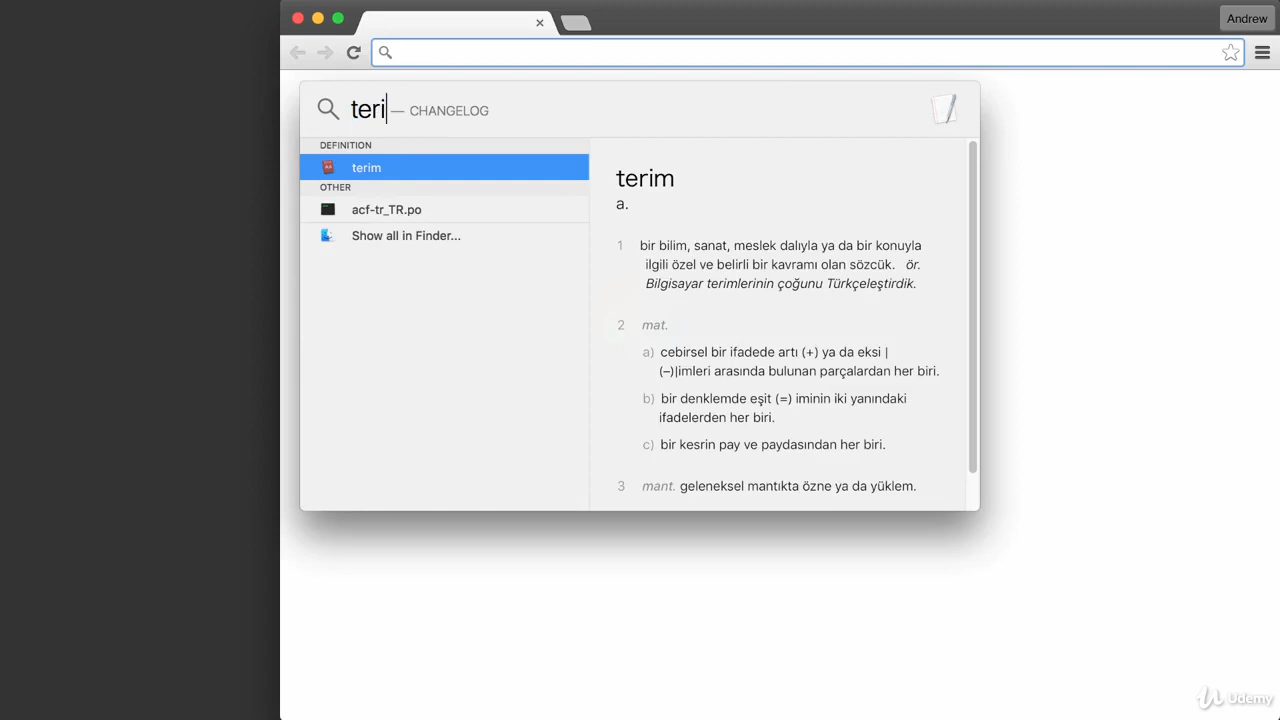 Andrew
teri — CHANGELOG
DEFINITION
terim
OTHER
acf-tr_TR.po
Show all in Finder...
terim
a.
1 bir bilim, sanat, meslek dalıyla ya da bir konuyla
ilgili özel ve belirli bir kavramı olan sözcük. ör.
Bilgisayar terimlerinin çoğunu Türkçeleştirdik.
2 mat.
a) cebirsel bir ifadede artı (+) ya da eksi |
(–)|imleri arasında bulunan parçalardan her biri.
b) bir denklemde eşit (=) iminin iki yanındaki
ifadelerden her biri.
c) bir kesrin pay ve paydasından her biri.
3 mant. geleneksel mantıkta özne ya da yüklem.
Udemy